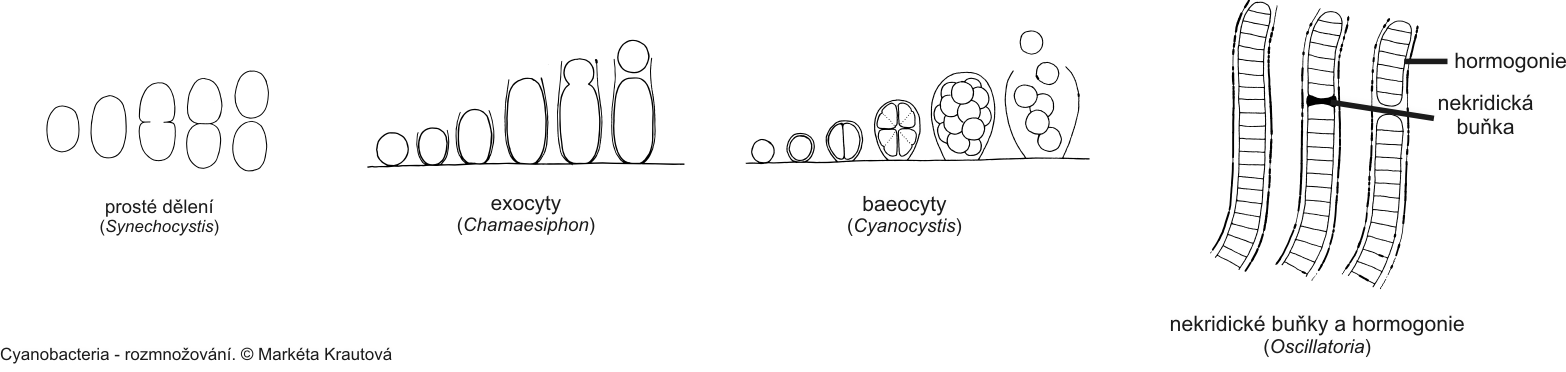 hormogonie
nekridická
buňka
prosté dělení
(Synechocystis)
exocyty
(Chamaesiphon)
baeocyty
(Cyanocystis)
nekridické buňky a hormogonie
(Oscillatoria)
Cyanobacteria - rozmnožování. © Markéta Krautová